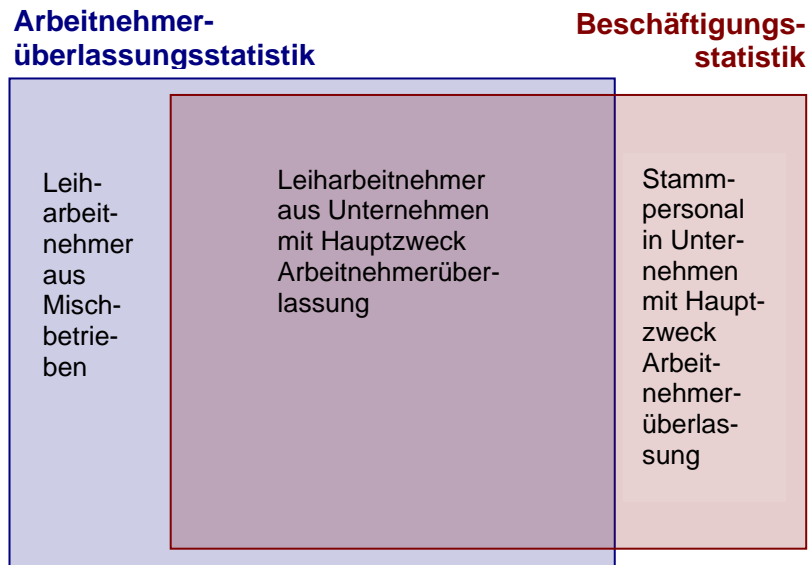 Arbeitnehmer-
überlassungsstatistik
Beschäftigungs-
statistik
Leih-
arbeit-
nehmer
aus
Misch-
betrie-
ben
Leiharbeitnehmer
aus Unternehmen
mit Hauptzweck
Arbeitnehmerüber-
lassung
Stamm-
personal
in Unter-
nehmen
mit Haupt-
zweck
Arbeit-
nehmer-
überlas-
sung